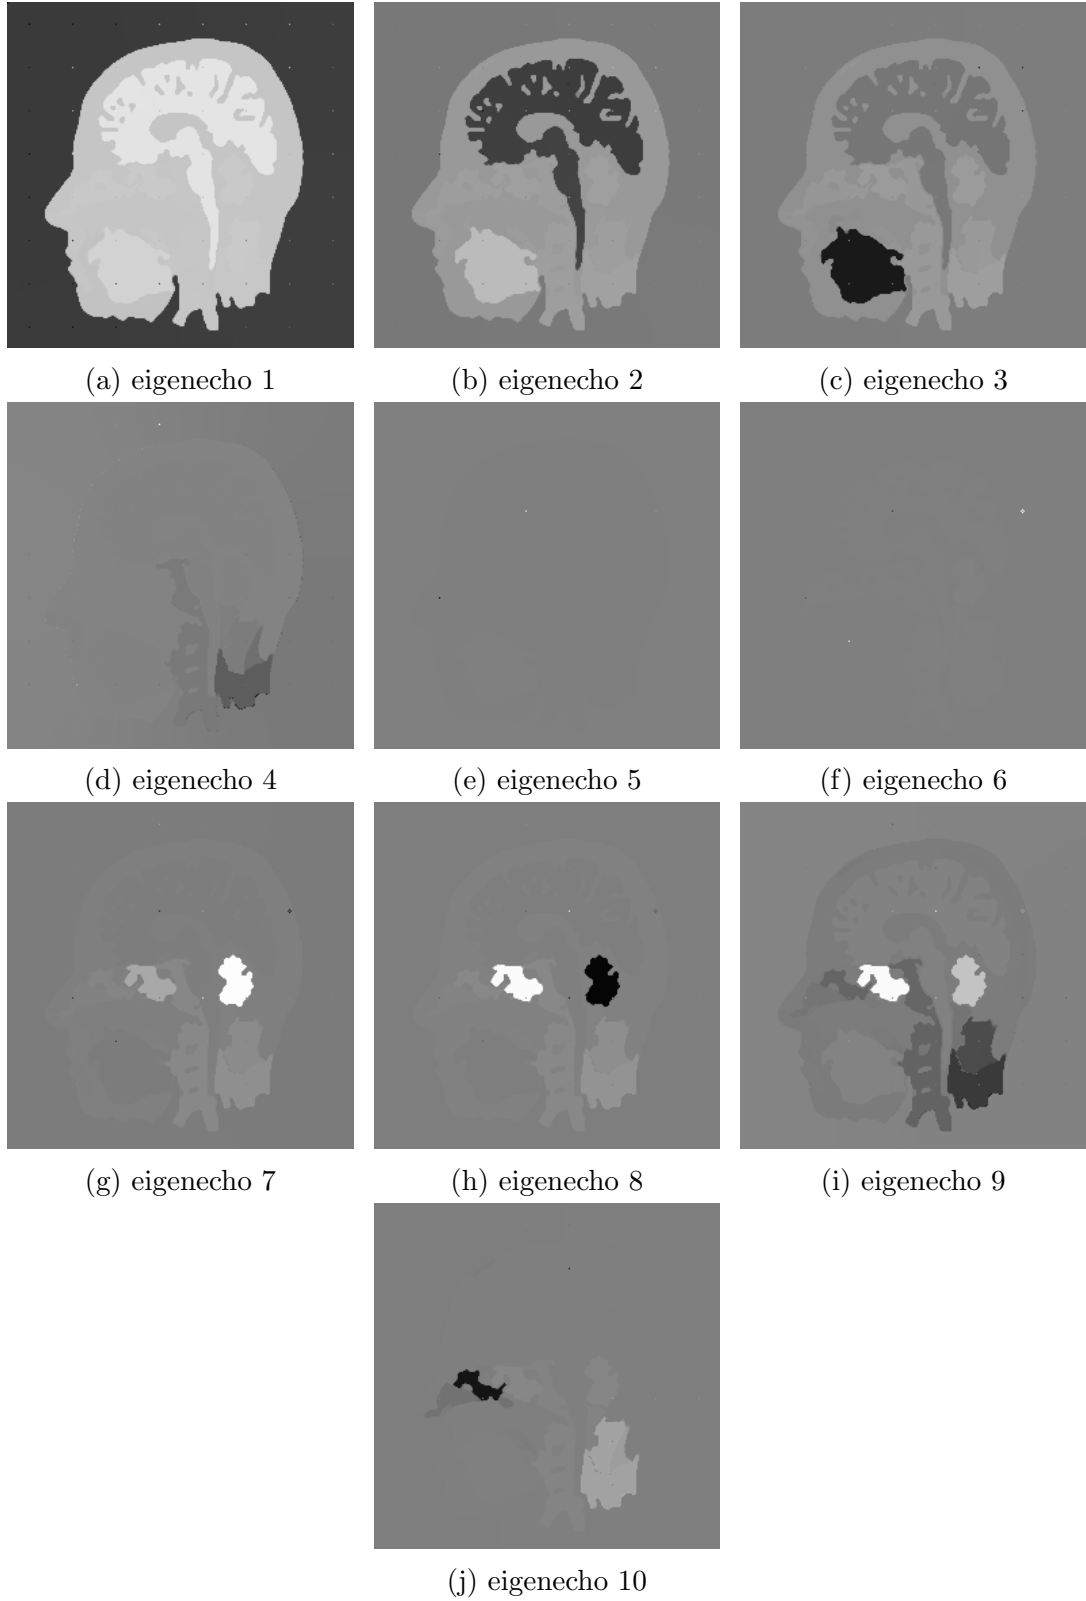 (a) eigenecho 1
(b) eigenecho 2
(c) eigenecho 3
(d) eigenecho 4
(e) eigenecho 5
(f) eigenecho 6
(g) eigenecho 7
(h) eigenecho 8
(i) eigenecho 9
(j) eigenecho 10